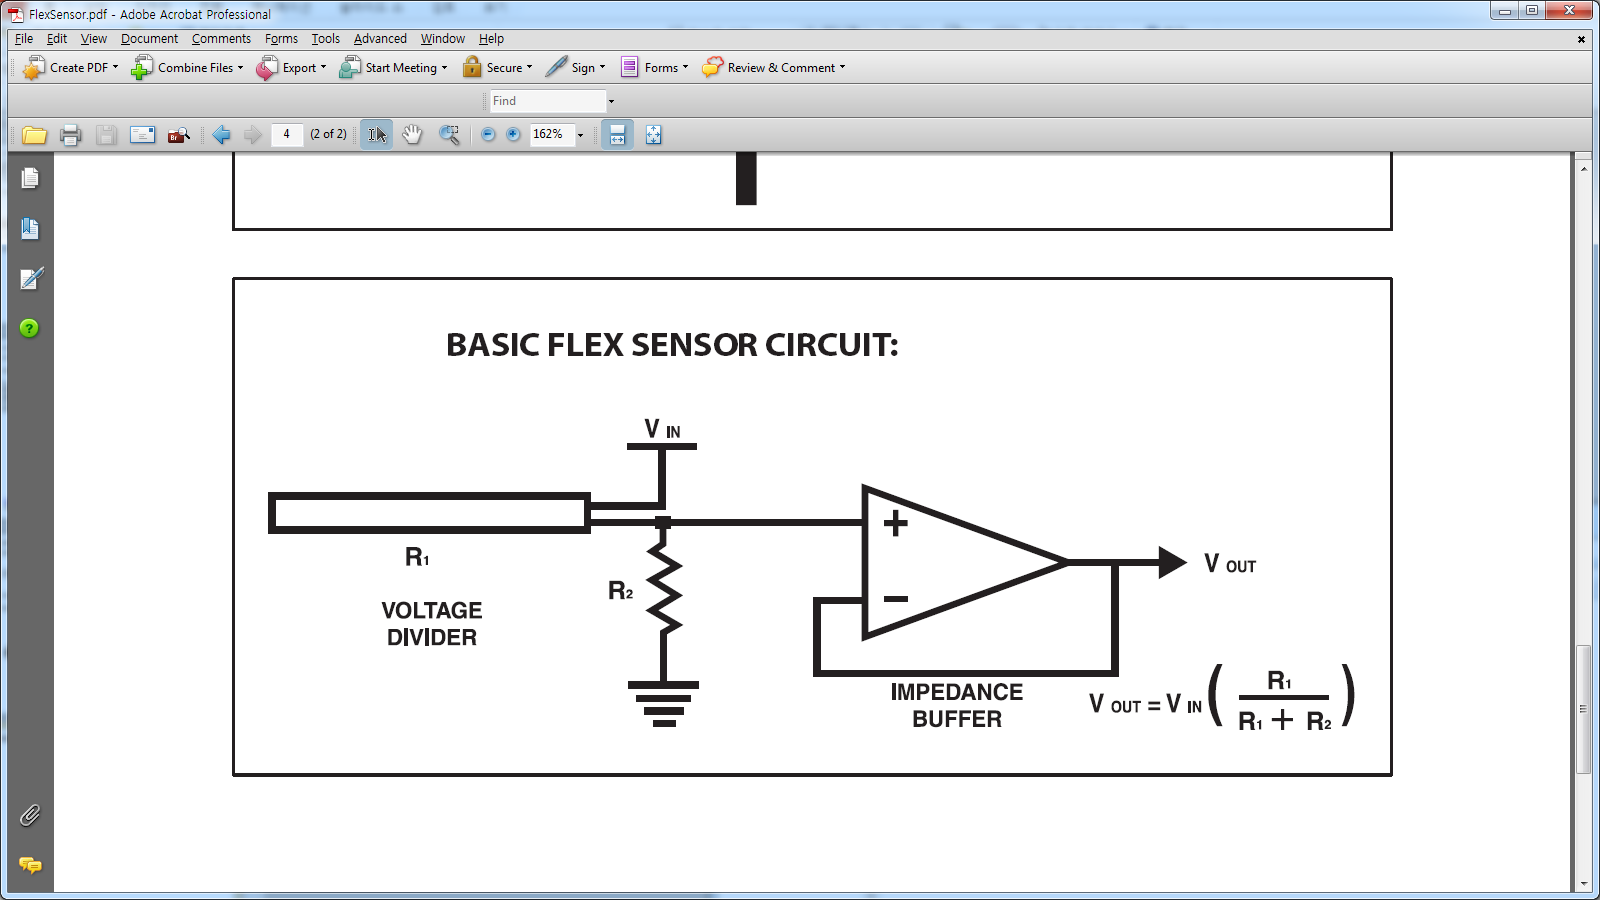 FlexSensor.pdf - Adobe Acrobat Professional
File Edit View Document Comments Forms Tools Advanced Window Help
Create PDF Combine Files Export Start Meeting Secure Sign Forms Review & Comment
Find
4 (2 of 2) 162%
BASIC FLEX SENSOR CIRCUIT:
V IN
+
R1
V OUT
R2
−
VOLTAGE
DIVIDER
IMPEDANCE
BUFFER
V OUT = V IN ( R1 / R1 + R2 )